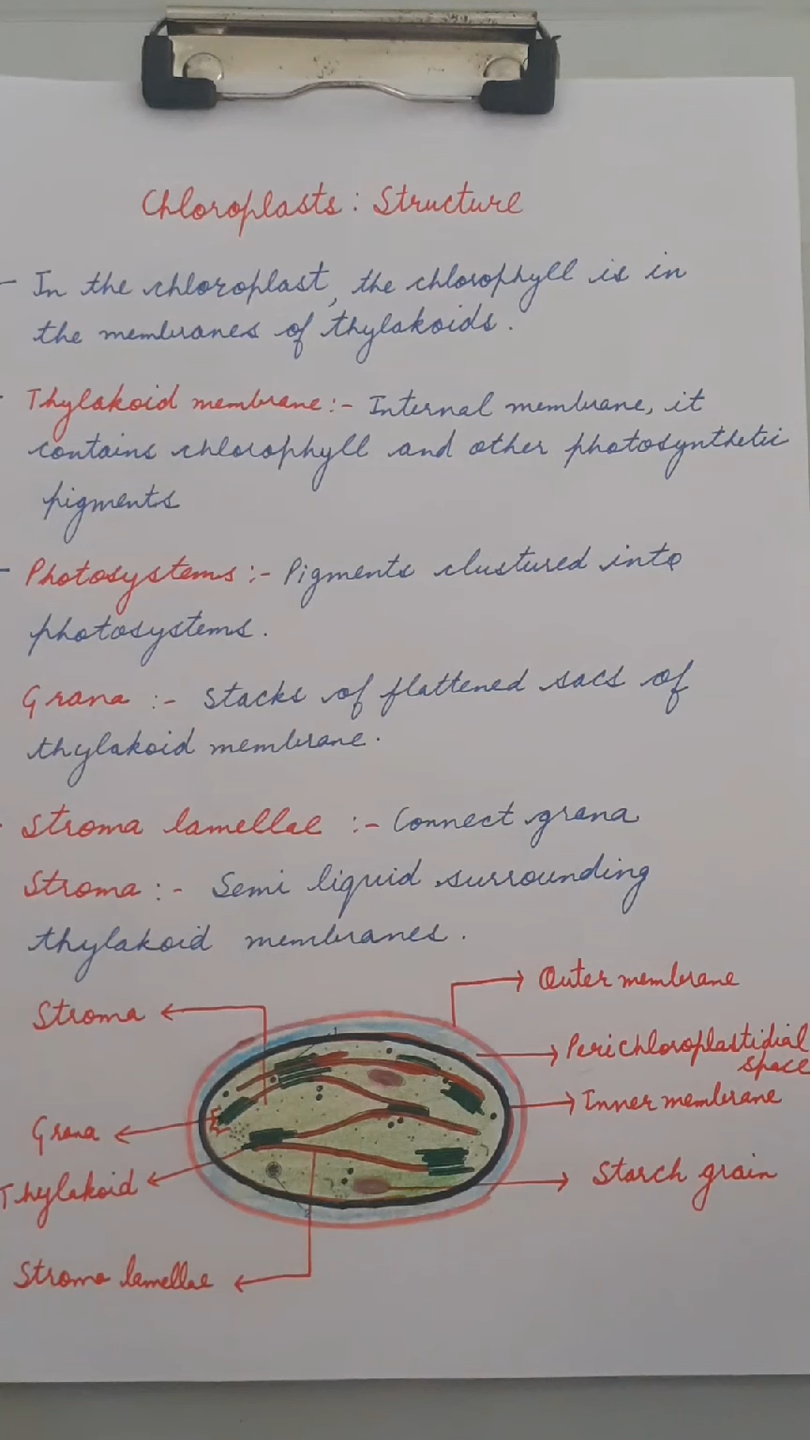 Chloroplasts : Structure
- In the chloroplast, the chlorophyll is in
the membranes of thylakoids.
- Thylakoid membrane:- Internal membrane, it
contains chlorophyll and other photosynthetic
pigments
- Photosystems :- Pigments clustured into
photosystems.
Grana :- Stacks of flattened sacs of
thylakoid membrane.
- Stroma lamellae :- Connect grana
Stroma :- Semi liquid surrounding
thylakoid membranes.
Outer membrane
Stroma
Perichloroplastidial
space
Inner membrane
Grana
Starch grain
Thylakoid
Stroma lamellae